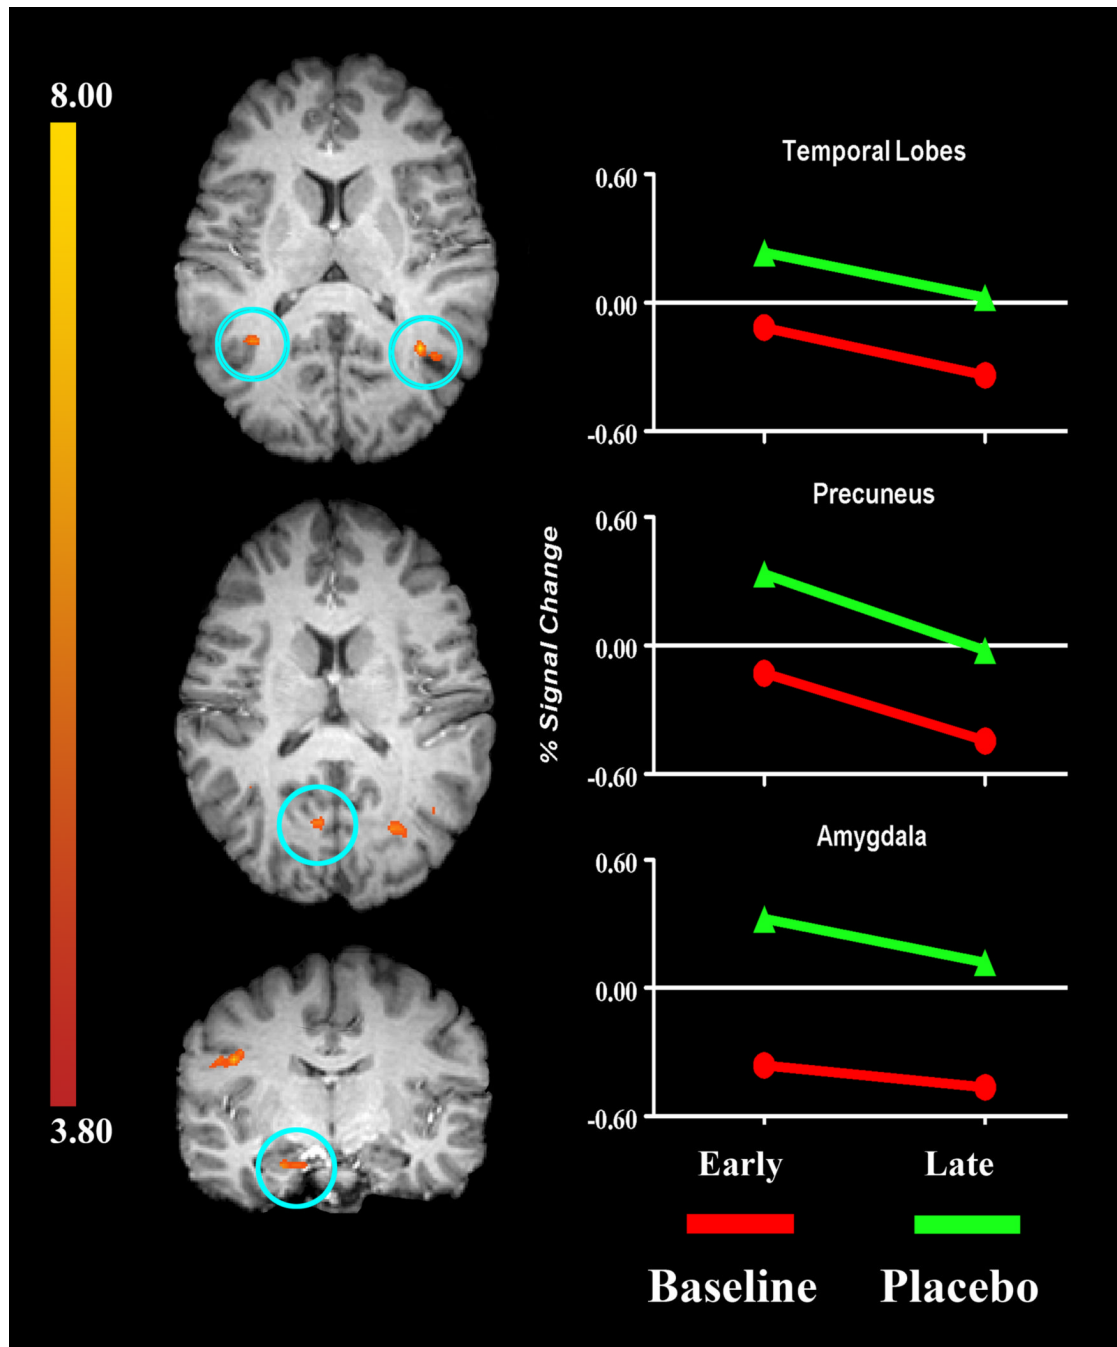 8.00
3.80
% Signal Change
Temporal Lobes
0.60
0.00
-0.60
Precuneus
0.60
0.00
-0.60
Amygdala
0.60
0.00
-0.60
Early Late
Baseline Placebo